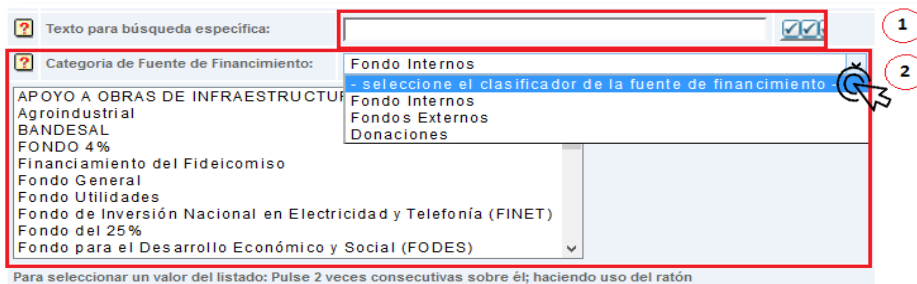 ? Texto para búsqueda específica: 1
? Categoria de Fuente de Financimiento: Fondo Internos 2
- seleccione el clasificador de la fuente de financimiento -
Fondo Internos
Fondos Externos
Donaciones
APOYO A OBRAS DE INFRAESTRUCTUR
Agroindustrial
BANDESAL
FONDO 4%
Financiamiento del Fideicomiso
Fondo General
Fondo Utilidades
Fondo de Inversión Nacional en Electricidad y Telefonía (FINET)
Fondo del 25%
Fondo para el Desarrollo Económico y Social (FODES)
Para seleccionar un valor del listado: Pulse 2 veces consecutivas sobre él; haciendo uso del ratón